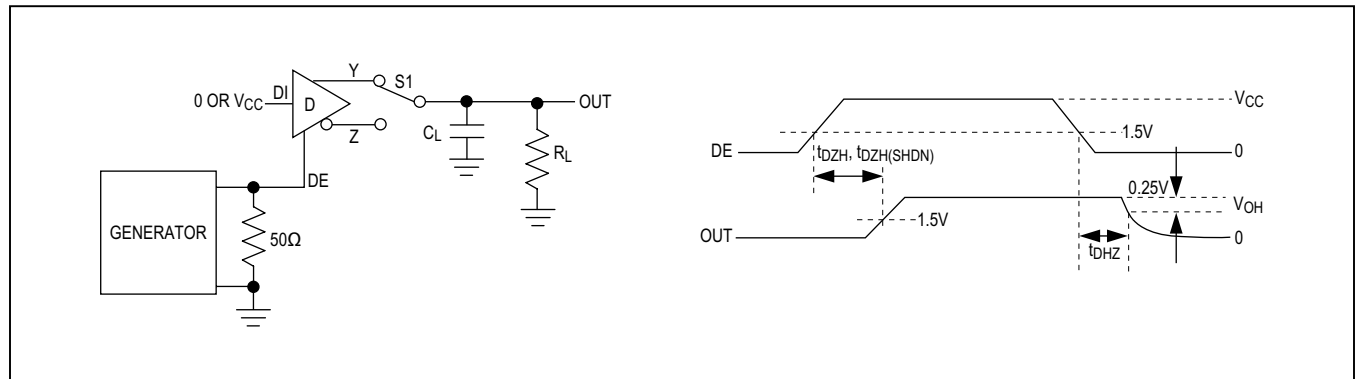 0 OR VCC
DI
D
Y
S1
Z
OUT
CL
RL
DE
GENERATOR
50Ω
DE
VCC
1.5V
0
tDZH, tDZH(SHDN)
0.25V
VOH
OUT
1.5V
0
tDHZ